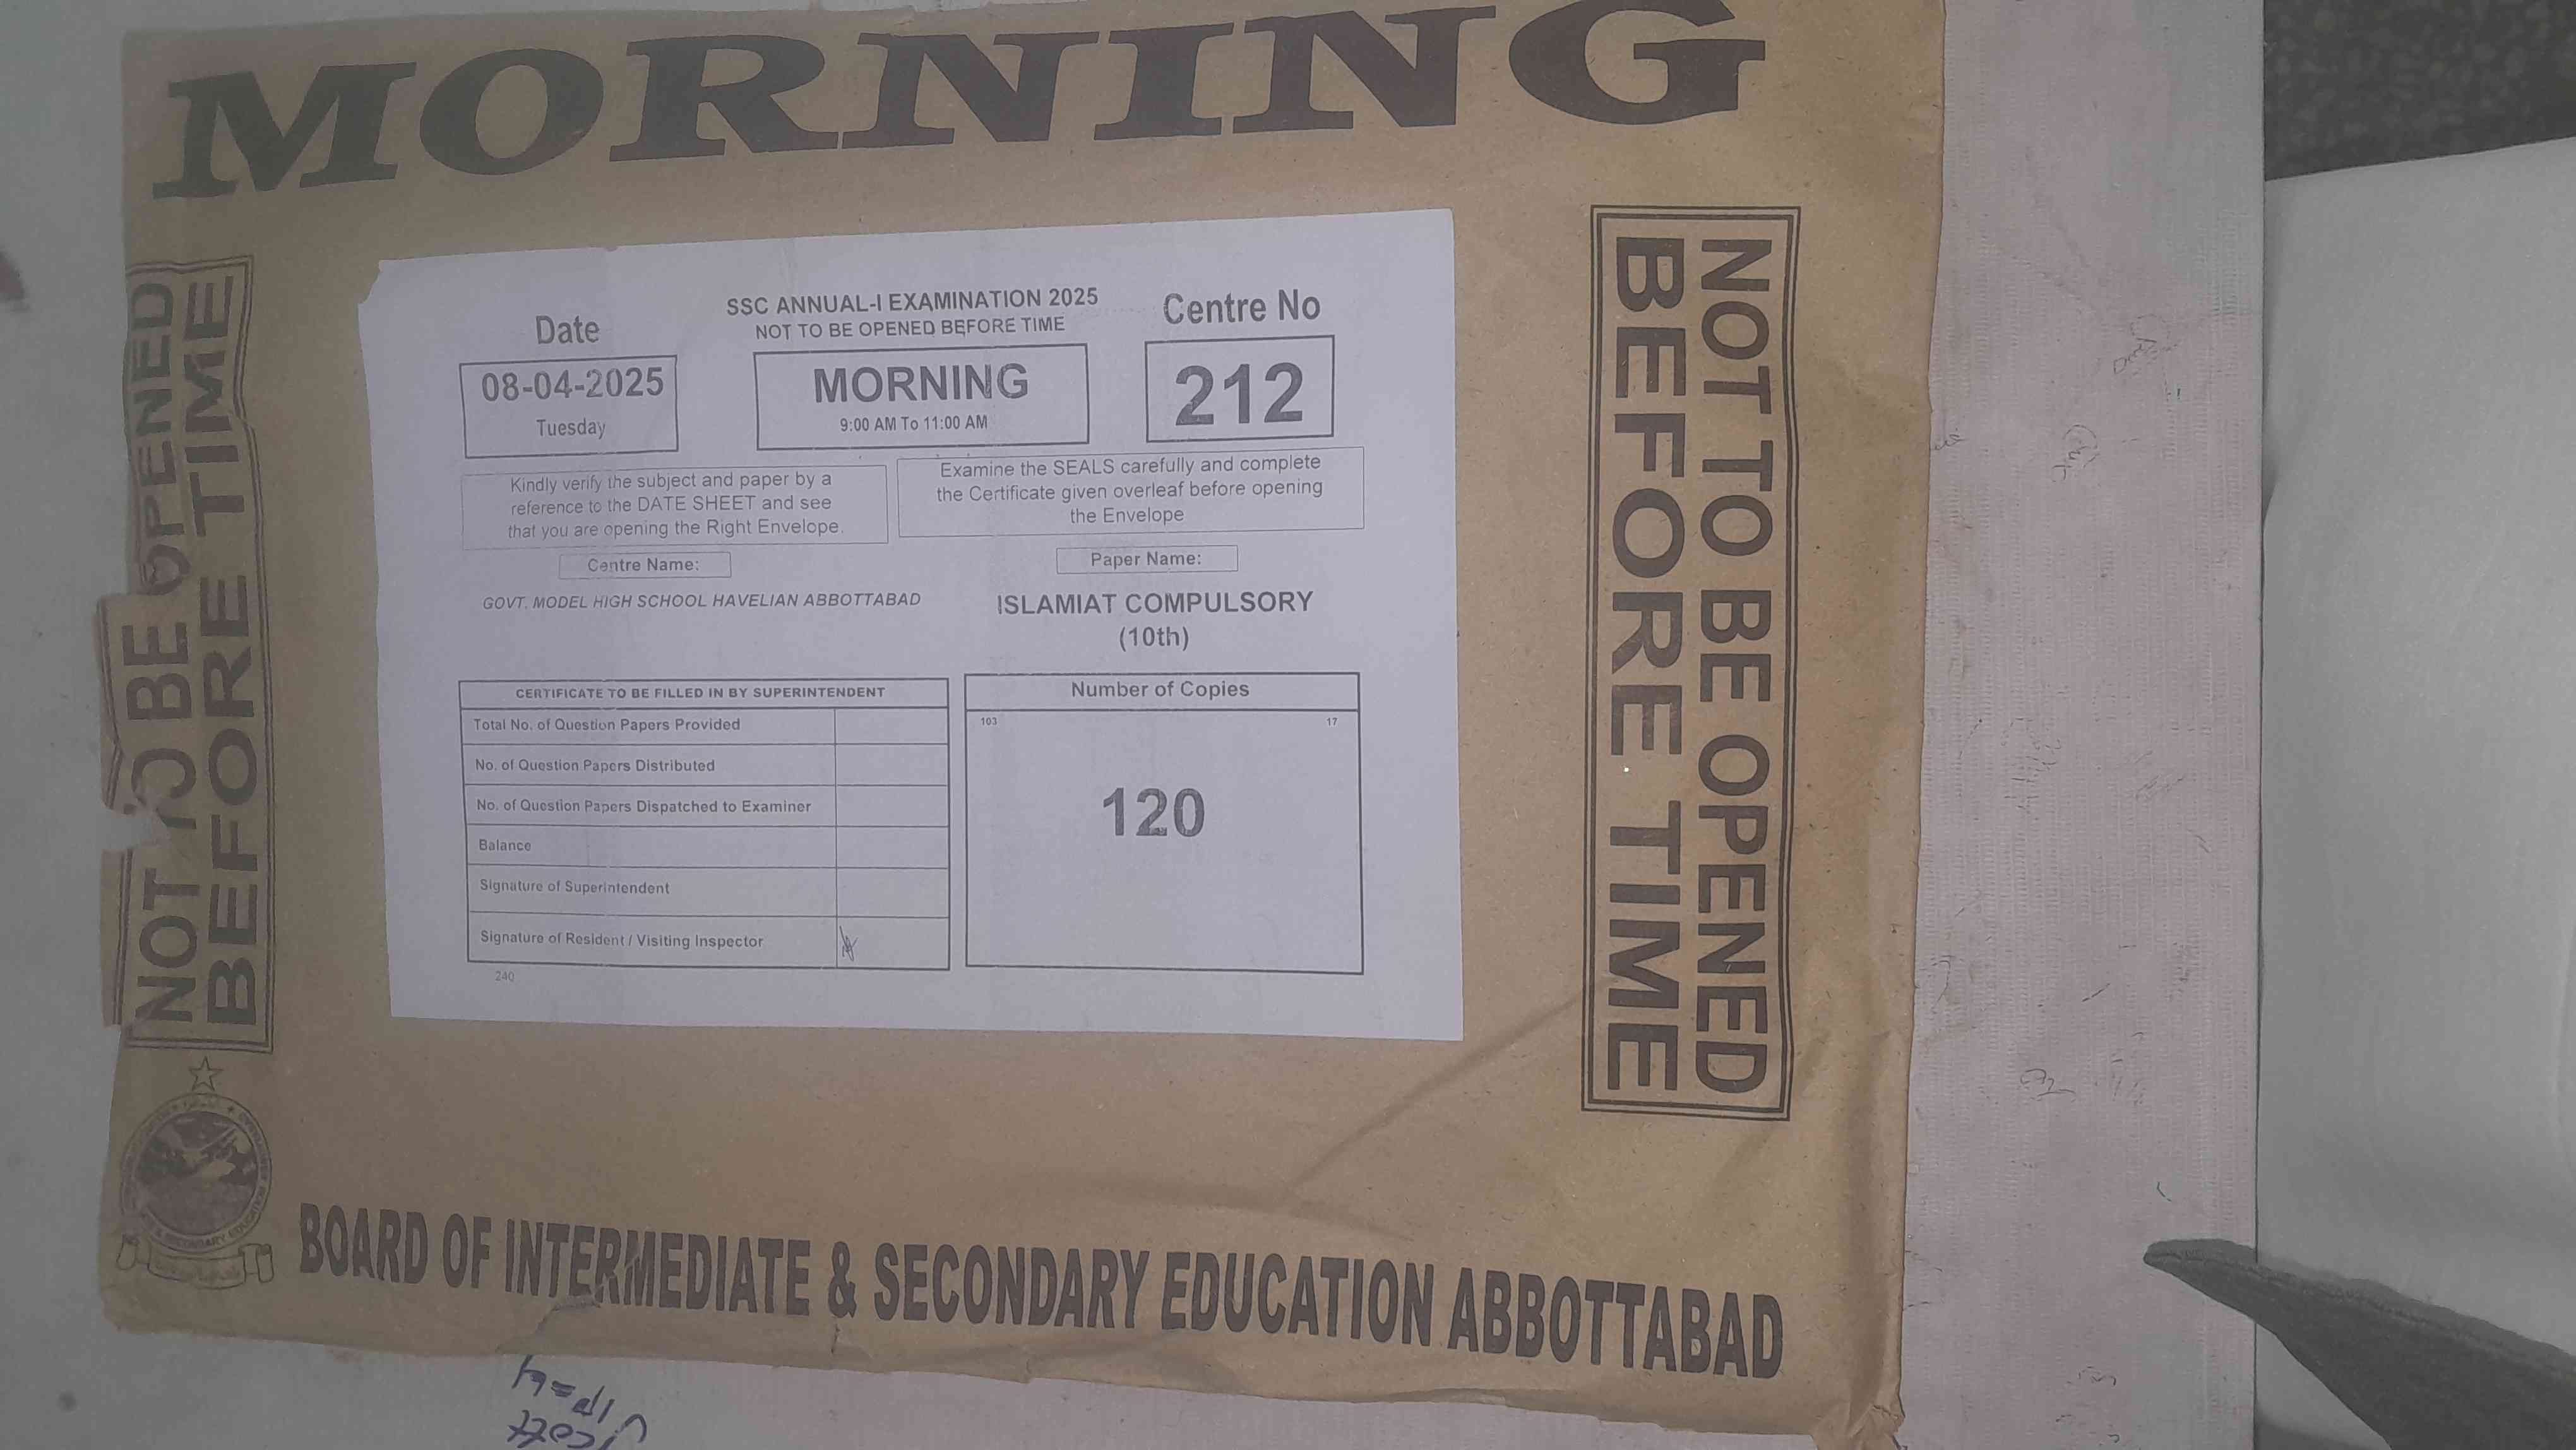 MORNING
NOT TO BE OPENED
BEFORE TIME
SSC ANNUAL-I EXAMINATION 2025
NOT TO BE OPENED BEFORE TIME
Date
08-04-2025
Tuesday
MORNING
9:00 AM To 11:00 AM
Centre No
212
Kindly verify the subject and paper by a
reference to the DATE SHEET and see
that you are opening the Right Envelope.
Examine the SEALS carefully and complete
the Certificate given overleaf before opening
the Envelope
Centre Name:
GOVT. MODEL HIGH SCHOOL HAVELIAN ABBOTTABAD
Paper Name:
ISLAMIAT COMPULSORY
(10th)
CERTIFICATE TO BE FILLED IN BY SUPERINTENDENT
Total No. of Question Papers Provided
No. of Question Papers Distributed
No. of Question Papers Dispatched to Examiner
Balance
Signature of Superintendent
Signature of Resident / Visiting Inspector
240
Number of Copies
103 17
120
NOT TO BE OPENED
BEFORE TIME
BOARD OF INTERMEDIATE & SECONDARY EDUCATION ABBOTTABAD